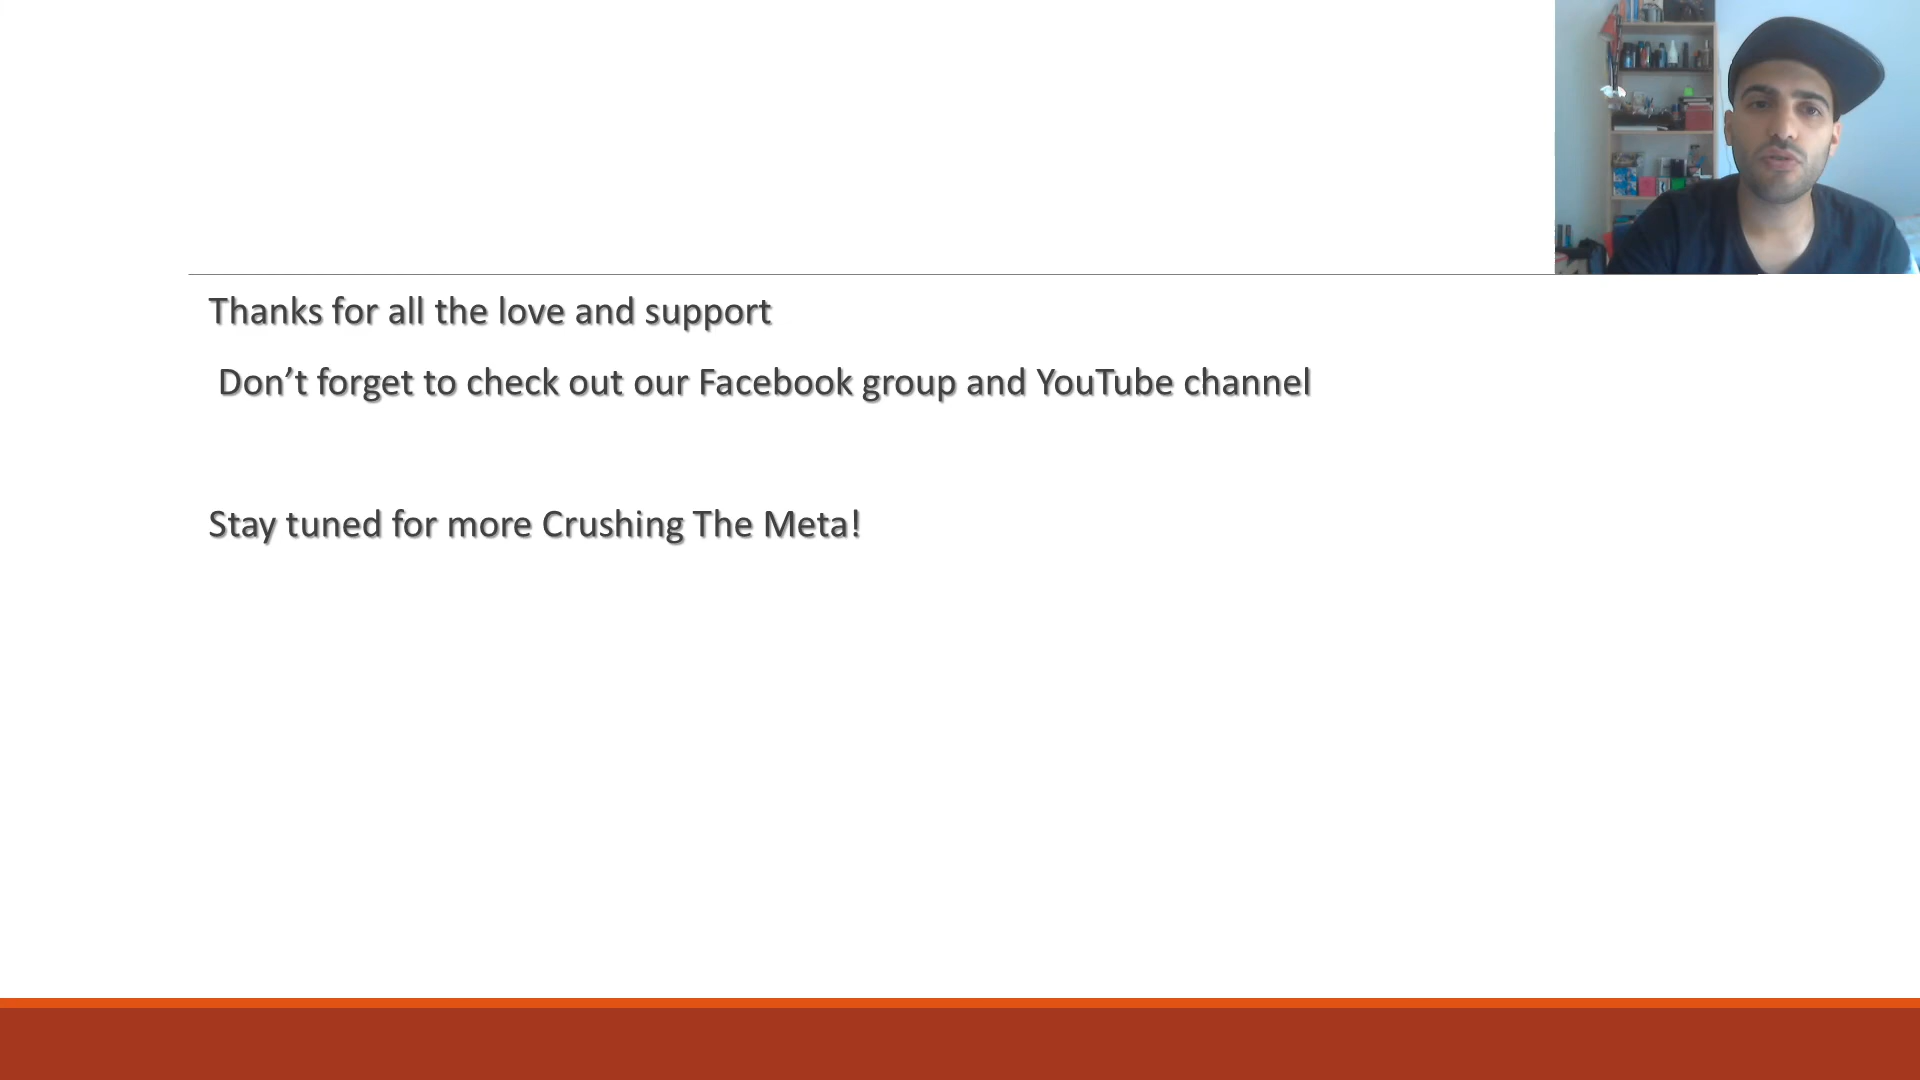 Thanks for all the love and support
Don’t forget to check out our Facebook group and YouTube channel
Stay tuned for more Crushing The Meta!